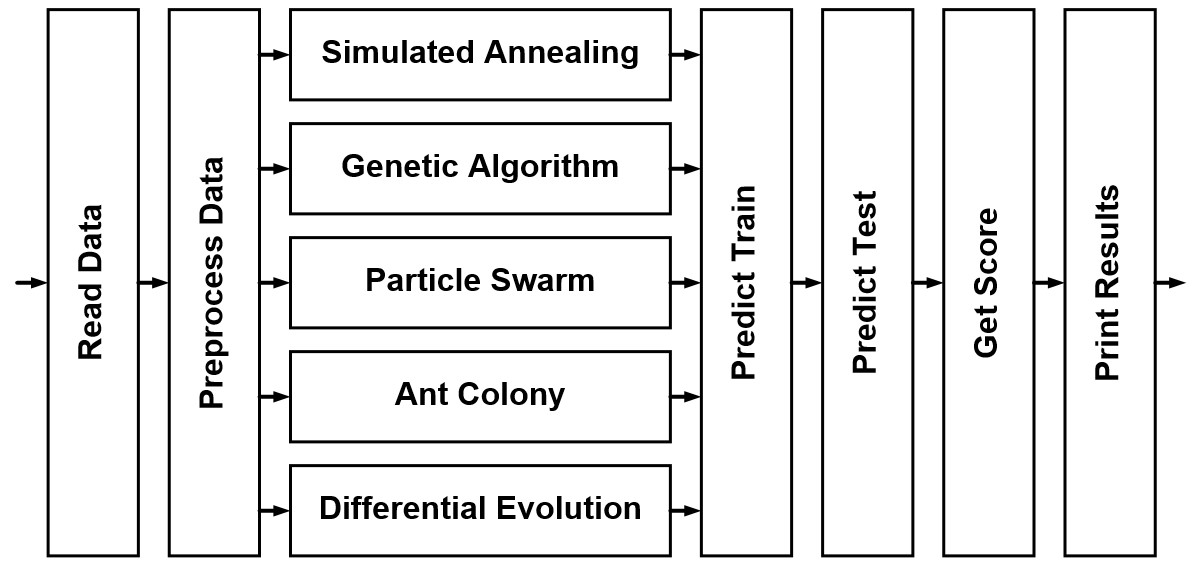 Read Data
Preprocess Data
Simulated Annealing
Genetic Algorithm
Particle Swarm
Ant Colony
Differential Evolution
Predict Train
Predict Test
Get Score
Print Results